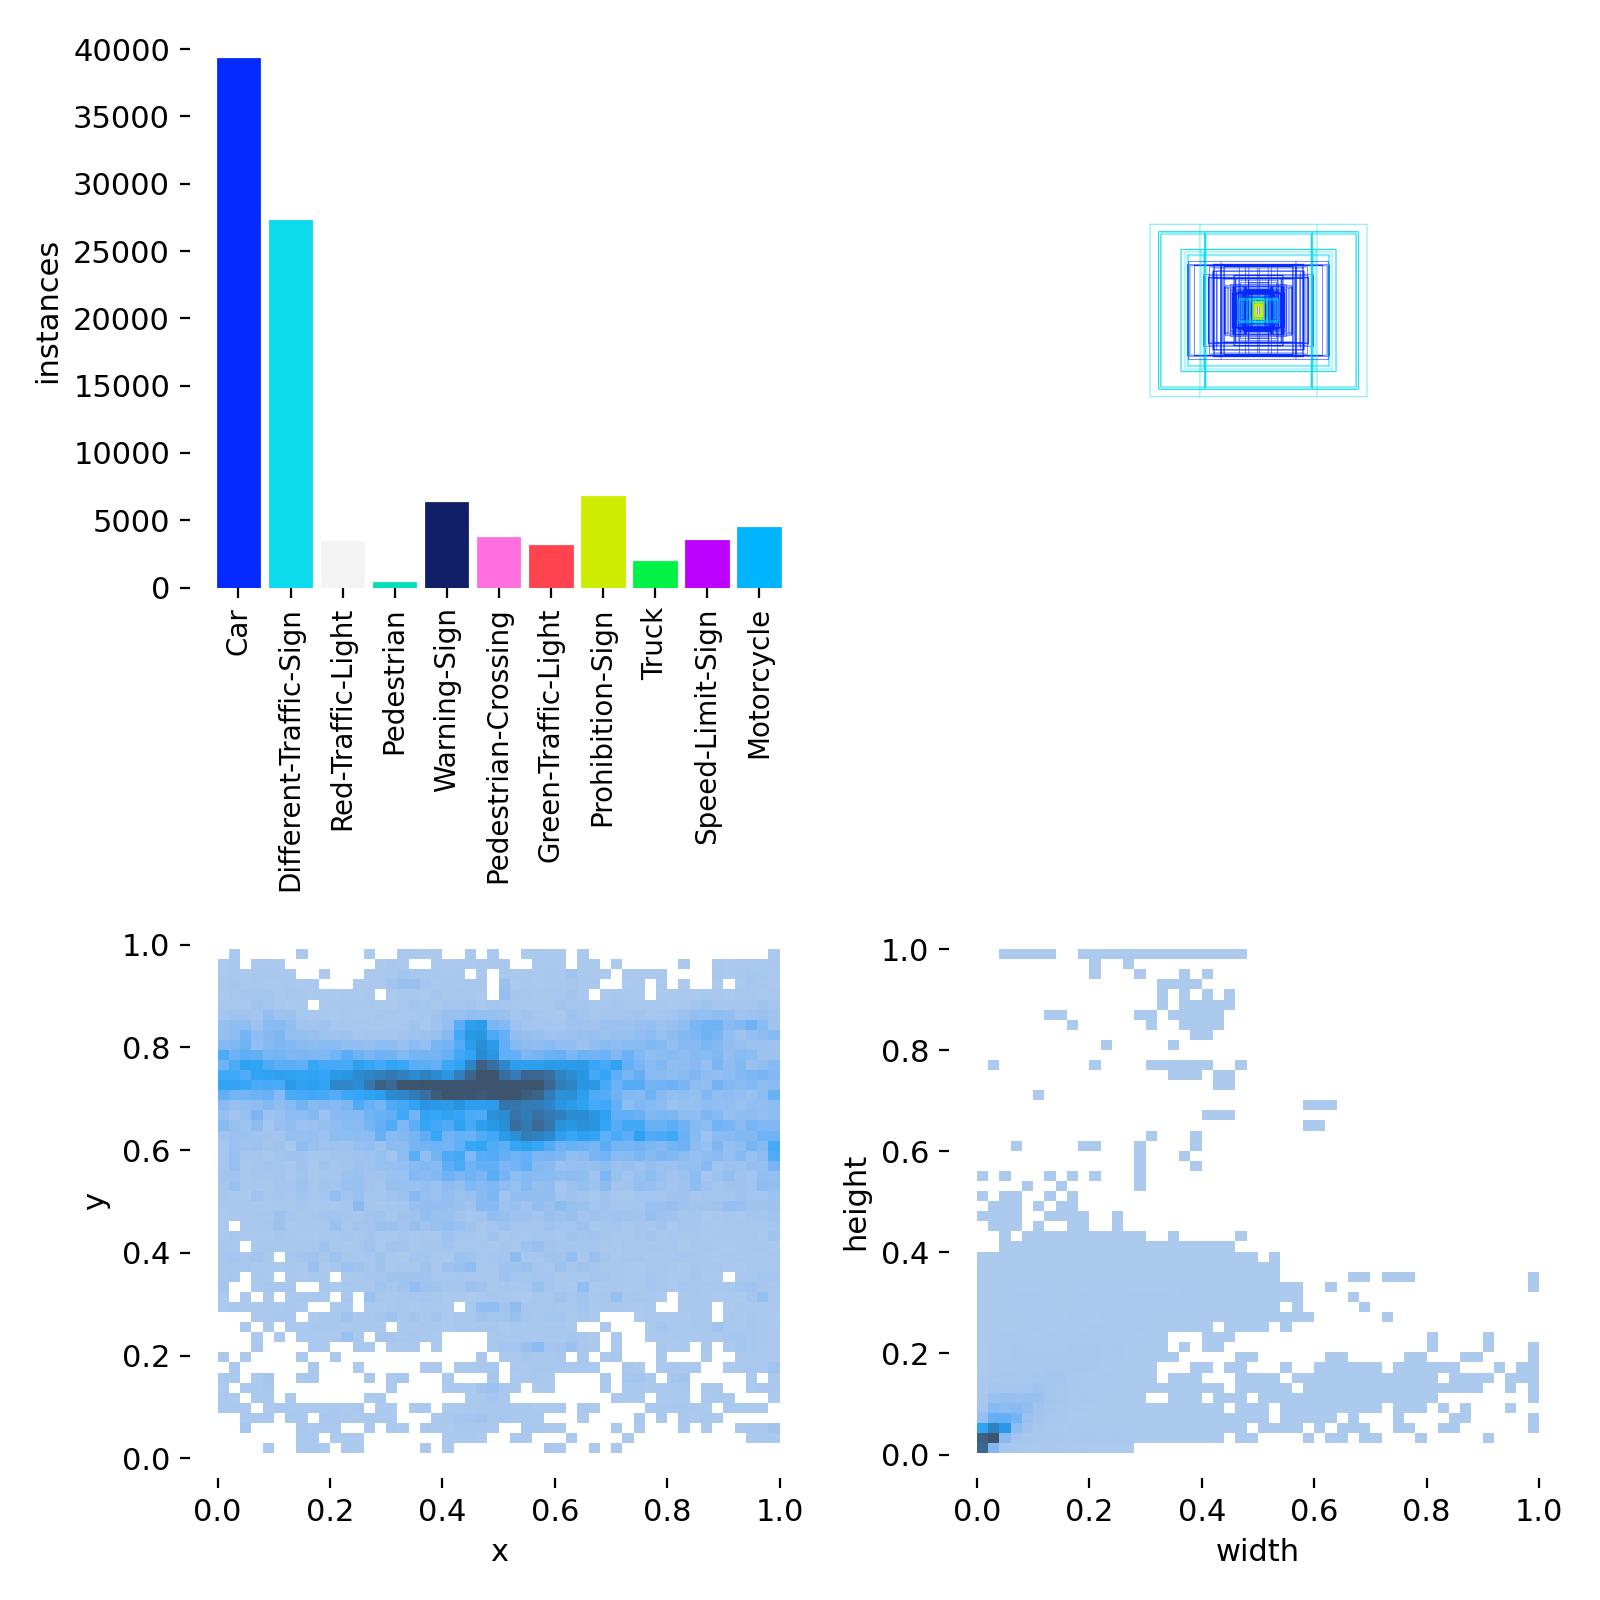 40000
35000
30000
25000
20000
15000
10000
5000
0
instances
Car
Different-Traffic-Sign
Red-Traffic-Light
Pedestrian
Warning-Sign
Pedestrian-Crossing
Green-Traffic-Light
Prohibition-Sign
Truck
Speed-Limit-Sign
Motorcycle
1.0
0.8
0.6
0.4
0.2
0.0
y
0.0 0.2 0.4 0.6 0.8 1.0
x
1.0
0.8
0.6
0.4
0.2
0.0
height
0.0 0.2 0.4 0.6 0.8 1.0
width